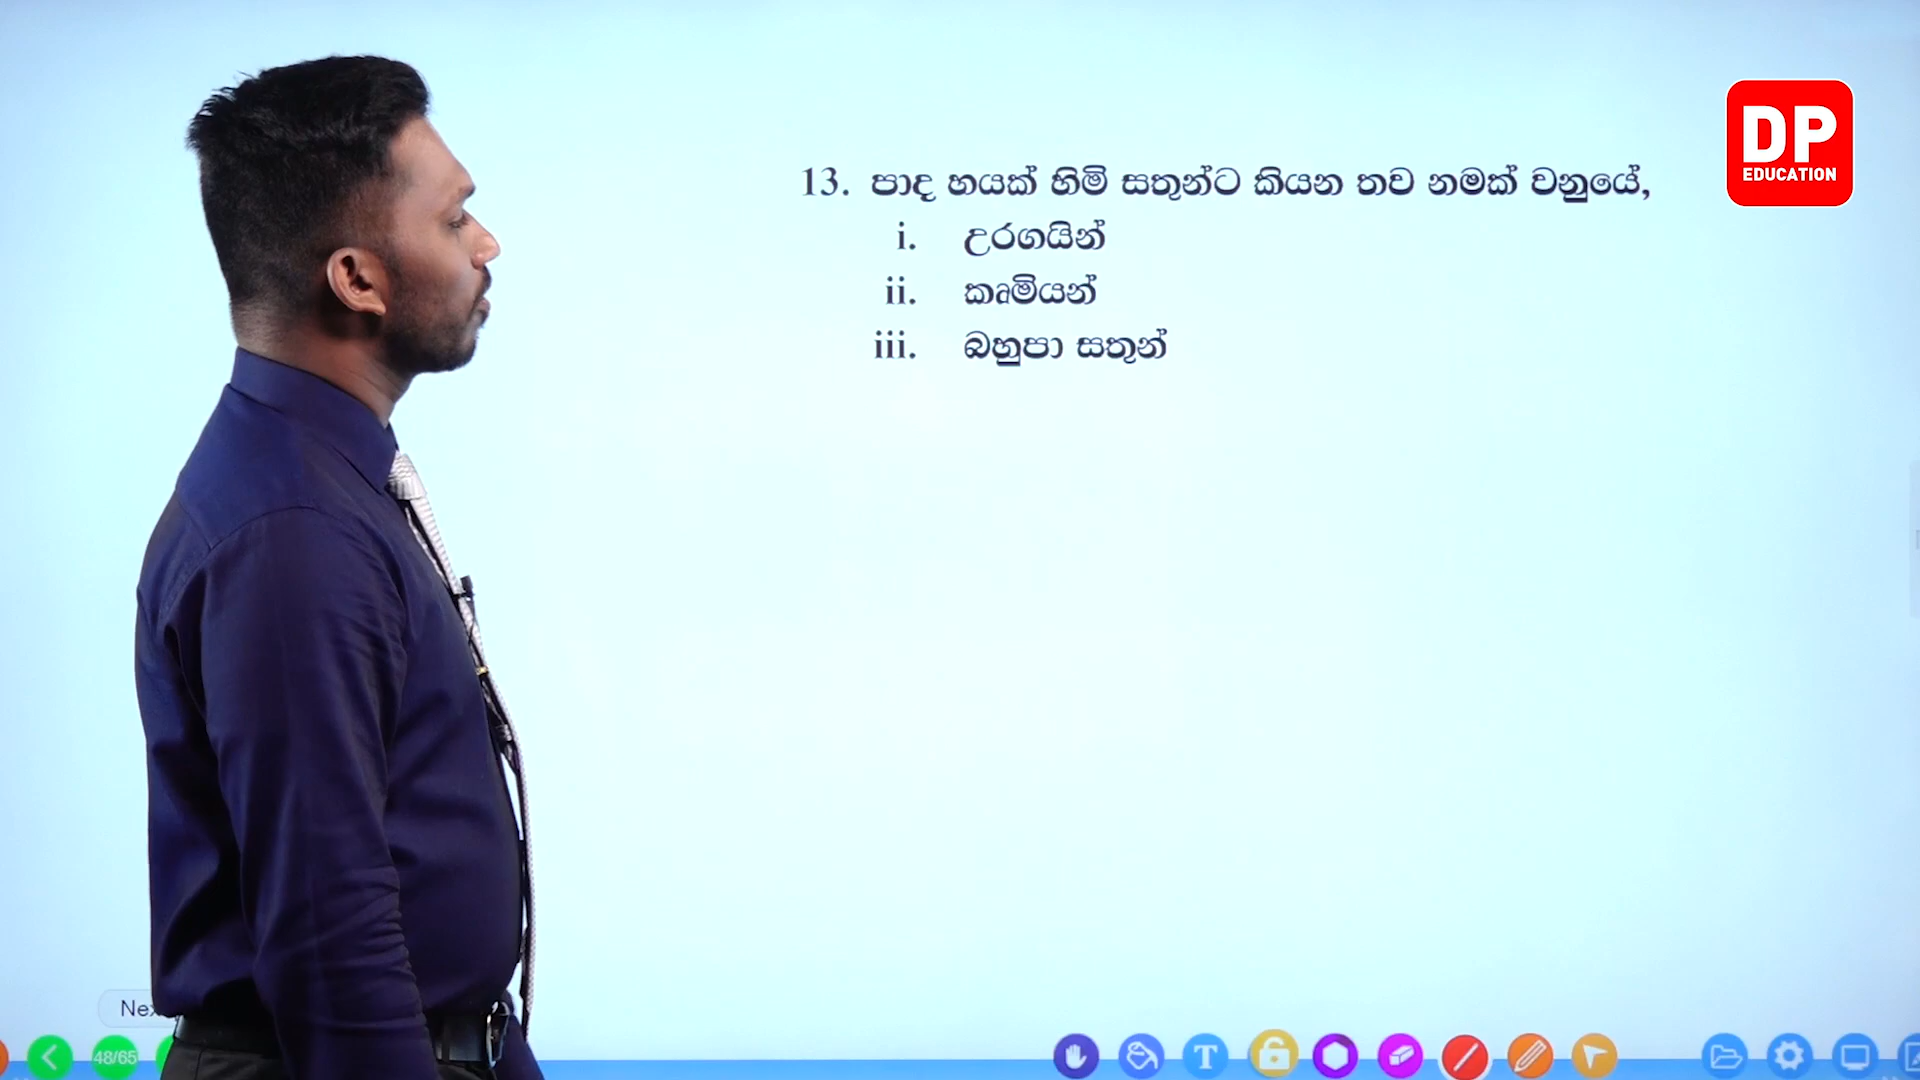 DP
EDUCATION
13. පාද හයක් හිමි සතුන්ට කියන තව නමක් වනුයේ,
i. උරගයින්
ii. කෘමියන්
iii. බහුපා සතුන්
48/65
T